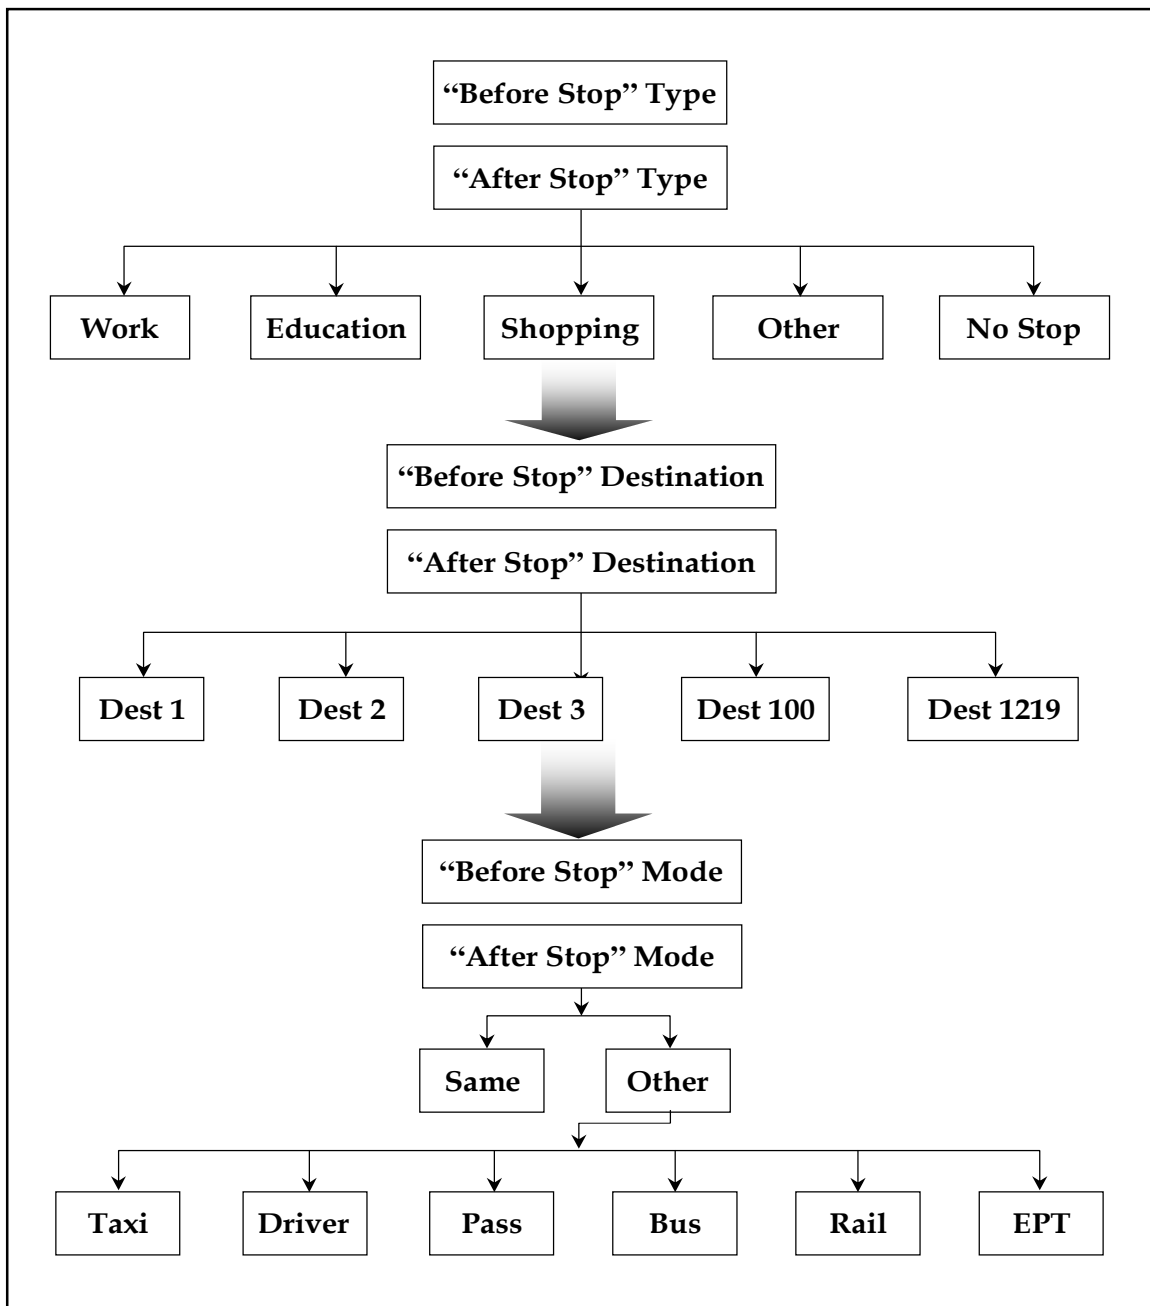 “Before Stop” Type
“After Stop” Type
Work
Education
Shopping
Other
No Stop
“Before Stop” Destination
“After Stop” Destination
Dest 1
Dest 2
Dest 3
Dest 100
Dest 1219
“Before Stop” Mode
“After Stop” Mode
Same
Other
Taxi
Driver
Pass
Bus
Rail
EPT